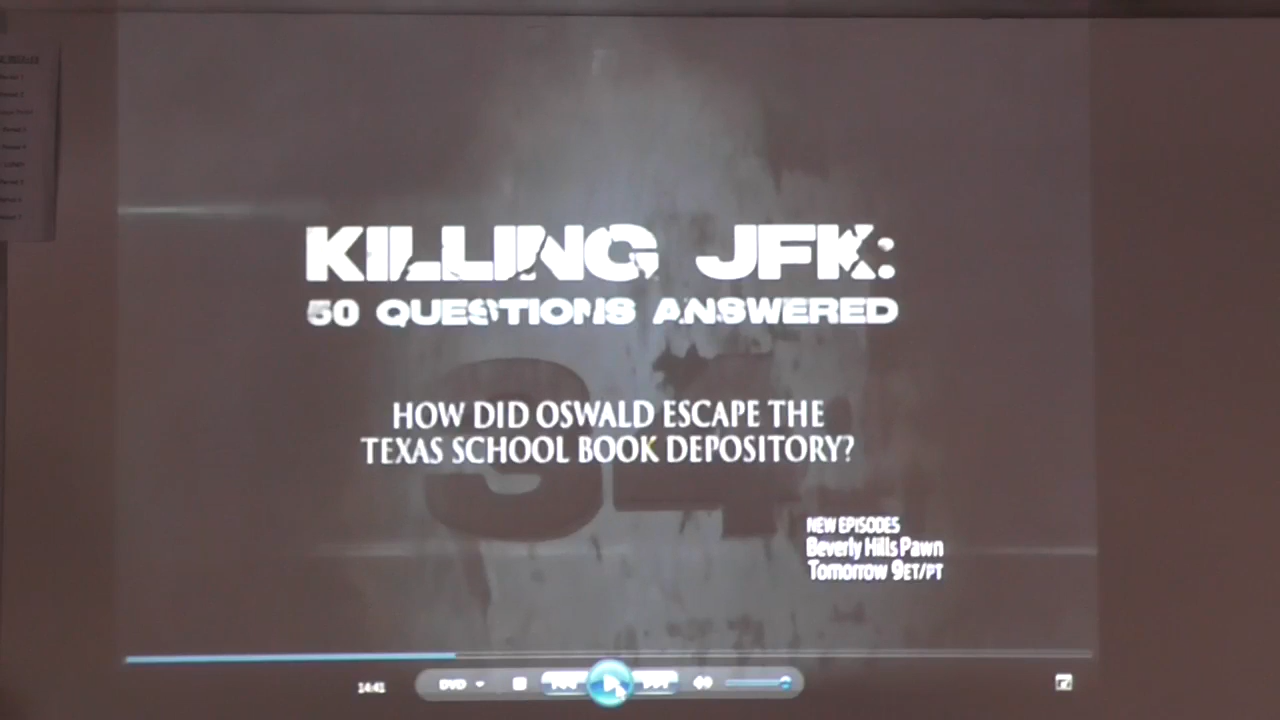 KILLING JFK:
50 QUESTIONS ANSWERED
34
HOW DID OSWALD ESCAPE THE
TEXAS SCHOOL BOOK DEPOSITORY?
NEW EPISODES
Beverly Hills Pawn
Tomorrow 9ET/PT
14:41
DVD